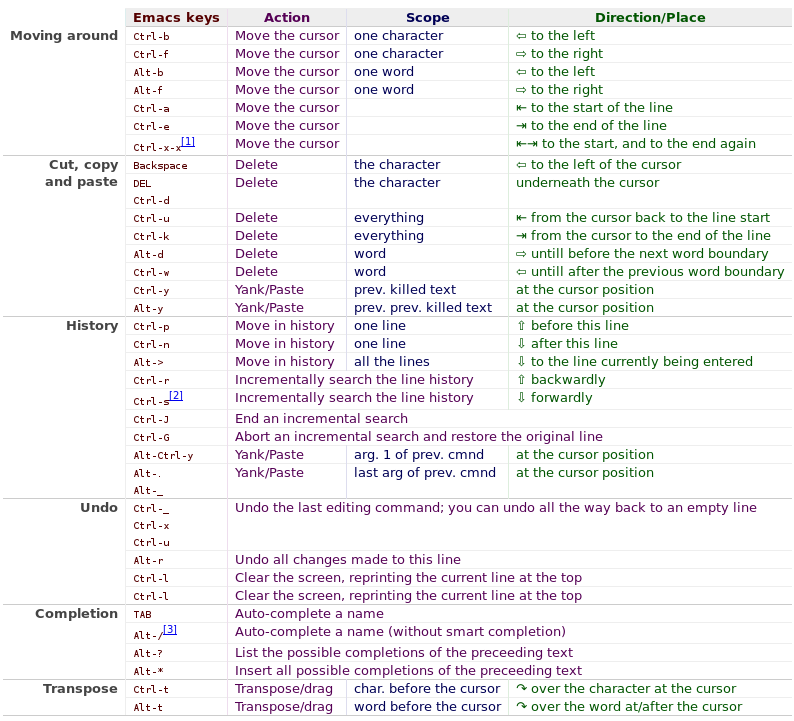 Emacs keys Action Scope Direction/Place
Moving around Ctrl-b Move the cursor one character ⇦ to the left
Ctrl-f Move the cursor one character ⇨ to the right
Alt-b Move the cursor one word ⇦ to the left
Alt-f Move the cursor one word ⇨ to the right
Ctrl-a Move the cursor ⇤ to the start of the line
Ctrl-e Move the cursor ⇥ to the end of the line
Ctrl-x-x[1] Move the cursor ⇤⇥ to the start, and to the end again
Cut, copy Backspace Delete the character ⇦ to the left of the cursor
and paste DEL Delete the character underneath the cursor
Ctrl-d
Ctrl-u Delete everything ⇤ from the cursor back to the line start
Ctrl-k Delete everything ⇥ from the cursor to the end of the line
Alt-d Delete word ⇨ untill before the next word boundary
Ctrl-w Delete word ⇦ untill after the previous word boundary
Ctrl-y Yank/Paste prev. killed text at the cursor position
Alt-y Yank/Paste prev. prev. killed text at the cursor position
History Ctrl-p Move in history one line ⇧ before this line
Ctrl-n Move in history one line ⇩ after this line
Alt-> Move in history all the lines ⇩ to the line currently being entered
Ctrl-r Incrementally search the line history ⇧ backwardly
Ctrl-s[2] Incrementally search the line history ⇩ forwardly
Ctrl-J End an incremental search
Ctrl-G Abort an incremental search and restore the original line
Alt-Ctrl-y Yank/Paste arg. 1 of prev. cmnd at the cursor position
Alt-. Yank/Paste last arg of prev. cmnd at the cursor position
Alt-_
Undo Ctrl-_ Undo the last editing command; you can undo all the way back to an empty line
Ctrl-x
Ctrl-u
Alt-r Undo all changes made to this line
Ctrl-l Clear the screen, reprinting the current line at the top
Ctrl-l Clear the screen, reprinting the current line at the top
Completion TAB Auto-complete a name
Alt-/[3] Auto-complete a name (without smart completion)
Alt-? List the possible completions of the preceeding text
Alt-* Insert all possible completions of the preceeding text
Transpose Ctrl-t Transpose/drag char. before the cursor ↷ over the character at the cursor
Alt-t Transpose/drag word before the cursor ↷ over the word at/after the cursor